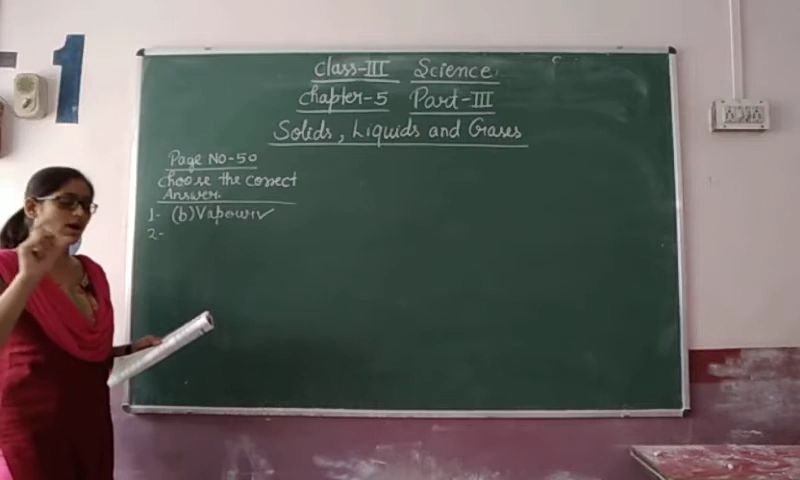 1
Class-III Science
Chapter-5 Part-III
Solids, Liquids and Gases
Page No-50
Choose the correct
Answer.
1- (b) Vapour ✓
2-